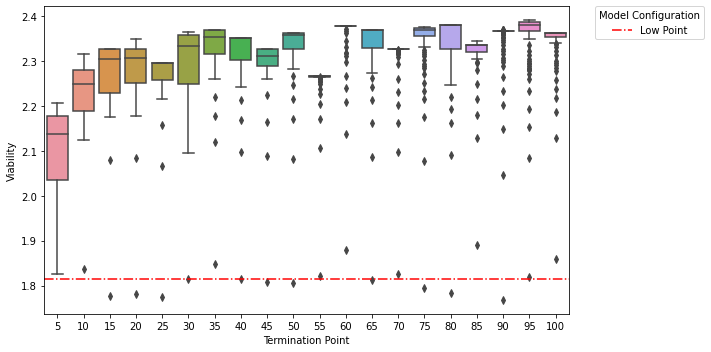 Model Configuration
Low Point
Viability
2.4
2.3
2.2
2.1
2.0
1.9
1.8
5 10 15 20 25 30 35 40 45 50 55 60 65 70 75 80 85 90 95 100
Termination Point